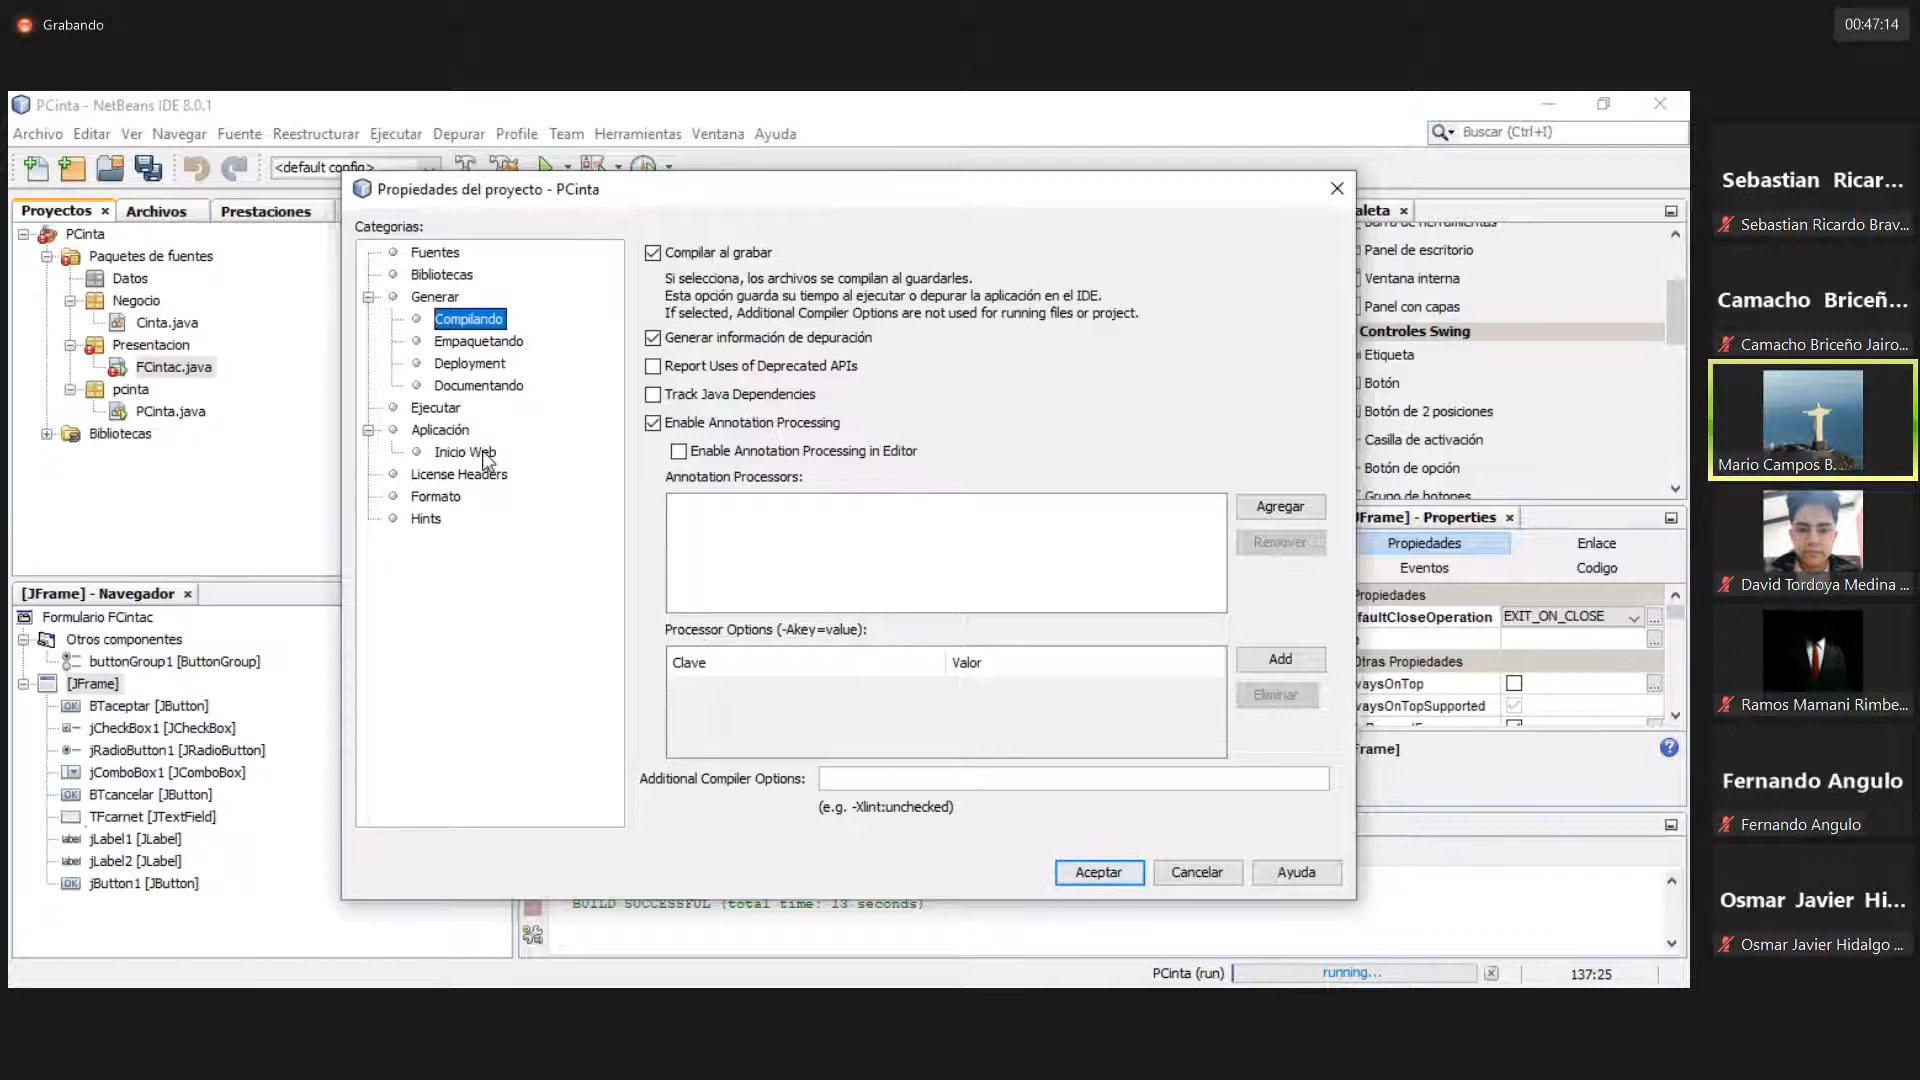 Grabando
00:47:14
PCinta - NetBeans IDE 8.0.1
Archivo Editar Ver Navegar Fuente Reestructurar Ejecutar Depurar Profile Team Herramientas Ventana Ayuda
Buscar (Ctrl+I)
<default config>
Proyectos
Archivos
Prestaciones
PCinta
Paquetes de fuentes
Datos
Negocio
Cinta.java
Presentacion
FCintac.java
pcinta
PCinta.java
Bibliotecas
[JFrame] - Navegador
Formulario FCintac
Otros componentes
buttonGroup1 [ButtonGroup]
[JFrame]
BTaceptar [JButton]
jCheckBox1 [JCheckBox]
jRadioButton1 [JRadioButton]
jComboBox1 [JComboBox]
BTcancelar [JButton]
TFcarnet [JTextField]
jLabel1 [JLabel]
jLabel2 [JLabel]
jButton1 [JButton]
Propiedades del proyecto - PCinta
Categorías:
Fuentes
Bibliotecas
Generar
Compilando
Empaquetando
Deployment
Documentando
Ejecutar
Aplicación
Inicio Web
License Headers
Formato
Hints
Compilar al grabar
Si selecciona, los archivos se compilan al guardarles.
Esta opción guarda su tiempo al ejecutar o depurar la aplicación en el IDE.
If selected, Additional Compiler Options are not used for running files or project.
Generar información de depuración
Report Uses of Deprecated APIs
Track Java Dependencies
Enable Annotation Processing
Enable Annotation Processing in Editor
Annotation Processors:
Agregar
Remover
Processor Options (-Akey=value):
Clave Valor
Add
Eliminar
Additional Compiler Options:
(e.g. -Xlint:unchecked)
Aceptar Cancelar Ayuda
BUILD SUCCESSFUL (total time: 13 seconds)
PCinta (run)
running...
137:25
aleta
Barra de herramientas
Panel de escritorio
Ventana interna
Panel con capas
Controles Swing
Etiqueta
Botón
Botón de 2 posiciones
Casilla de activación
Botón de opción
Grupo de botones
JFrame] - Properties
Propiedades Enlace
Eventos Codigo
Propiedades
faultCloseOperation EXIT_ON_CLOSE
Otras Propiedades
waysOnTop
waysOnTopSupported
Frame]
Sebastian Ricar...
Sebastian Ricardo Brav...
Camacho Briceñ...
Camacho Briceño Jairo...
Mario Campos B...
David Tordoya Medina ...
Ramos Mamani Rimbe...
Fernando Angulo
Fernando Angulo
Osmar Javier Hi...
Osmar Javier Hidalgo ...